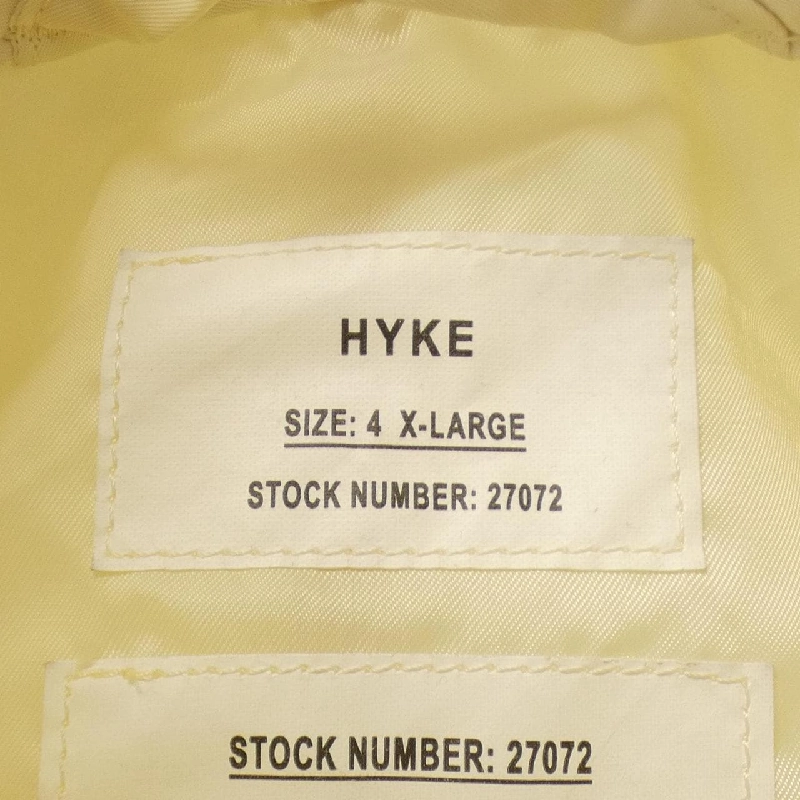 HYKE
SIZE: 4 X-LARGE
STOCK NUMBER: 27072
STOCK NUMBER: 27072